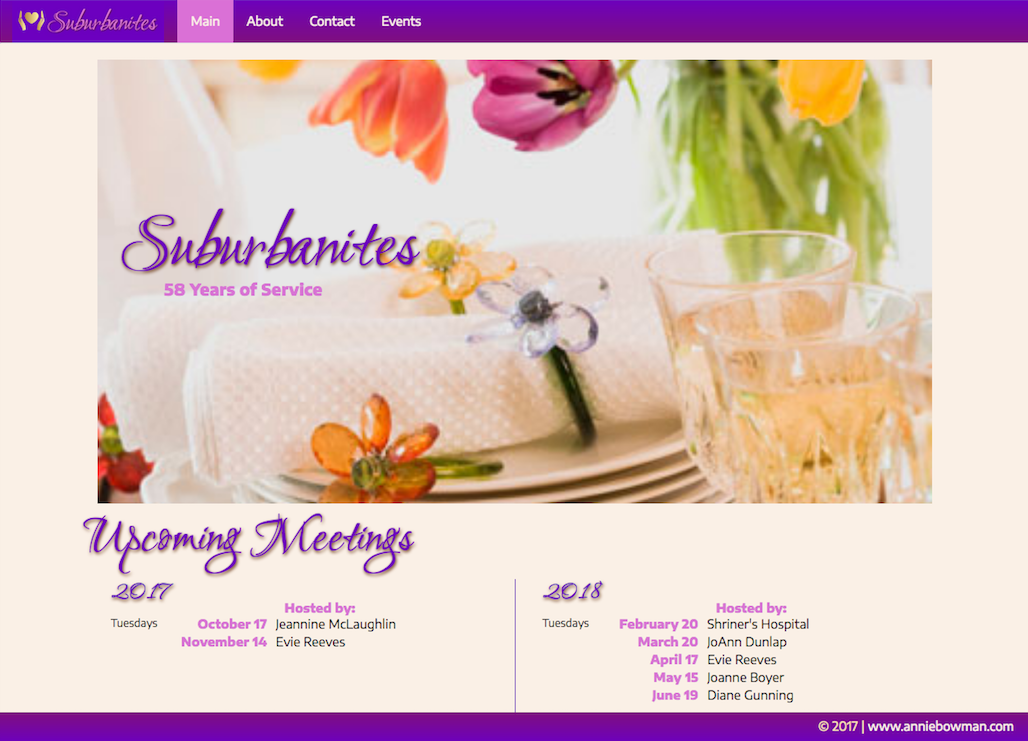 Suburbanites Main About Contact Events
Suburbanites
58 Years of Service
Upcoming Meetings
2017
Hosted by:
Tuesdays October 17 Jeannine McLaughlin
November 14 Evie Reeves
2018
Hosted by:
Tuesdays February 20 Shriner's Hospital
March 20 JoAnn Dunlap
April 17 Evie Reeves
May 15 Joanne Boyer
June 19 Diane Gunning
© 2017 | www.anniebowman.com